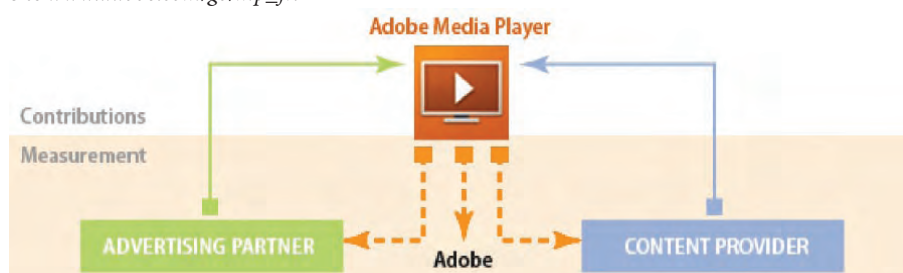 Adobe Media Player
Contributions
Measurement
ADVERTISING PARTNER
Adobe
CONTENT PROVIDER